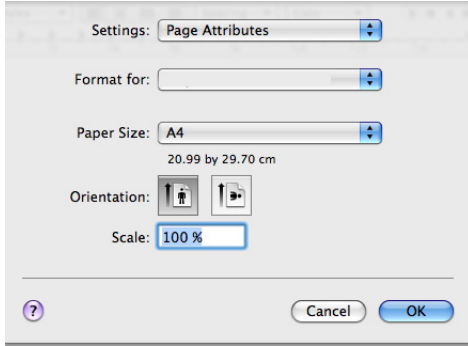 Settings: Page Attributes
Format for:
Paper Size: A4
20.99 by 29.70 cm
Orientation:
Scale: 100 %
? Cancel OK